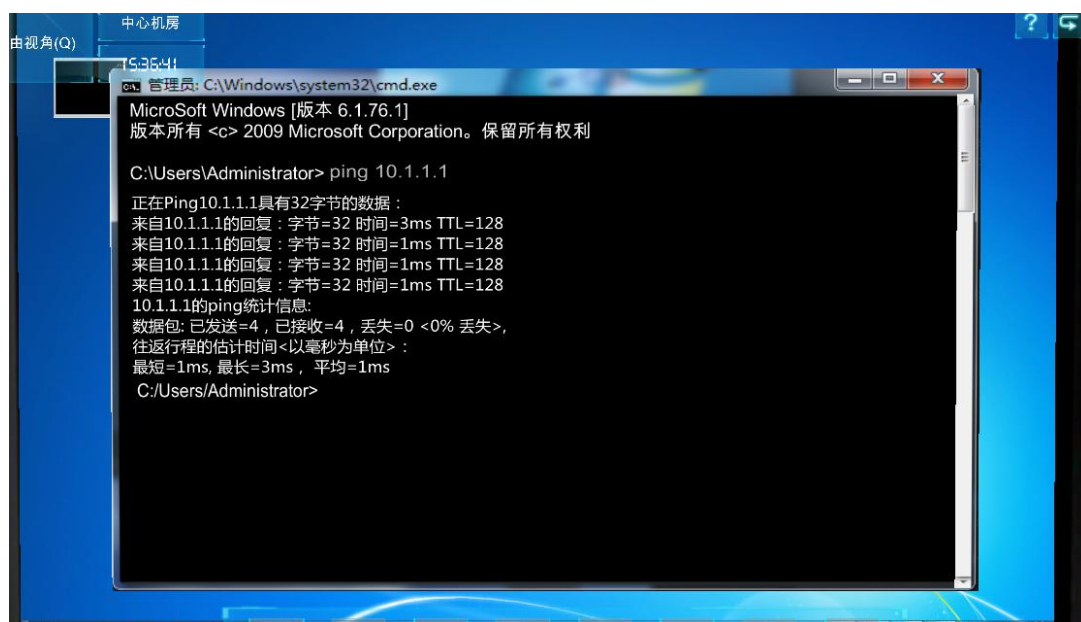 中心机房
由视角(Q)
15:36:41
管理员: C:\Windows\system32\cmd.exe
MicroSoft Windows [版本 6.1.76.1]
版本所有 <c> 2009 Microsoft Corporation。保留所有权利
C:\Users\Administrator> ping 10.1.1.1
正在Ping10.1.1.1具有32字节的数据：
来自10.1.1.1的回复：字节=32 时间=3ms TTL=128
来自10.1.1.1的回复：字节=32 时间=1ms TTL=128
来自10.1.1.1的回复：字节=32 时间=1ms TTL=128
来自10.1.1.1的回复：字节=32 时间=1ms TTL=128
10.1.1.1的ping统计信息:
数据包: 已发送=4，已接收=4，丢失=0 <0% 丢失>,
往返行程的估计时间<以毫秒为单位>：
最短=1ms, 最长=3ms， 平均=1ms
C:/Users/Administrator>